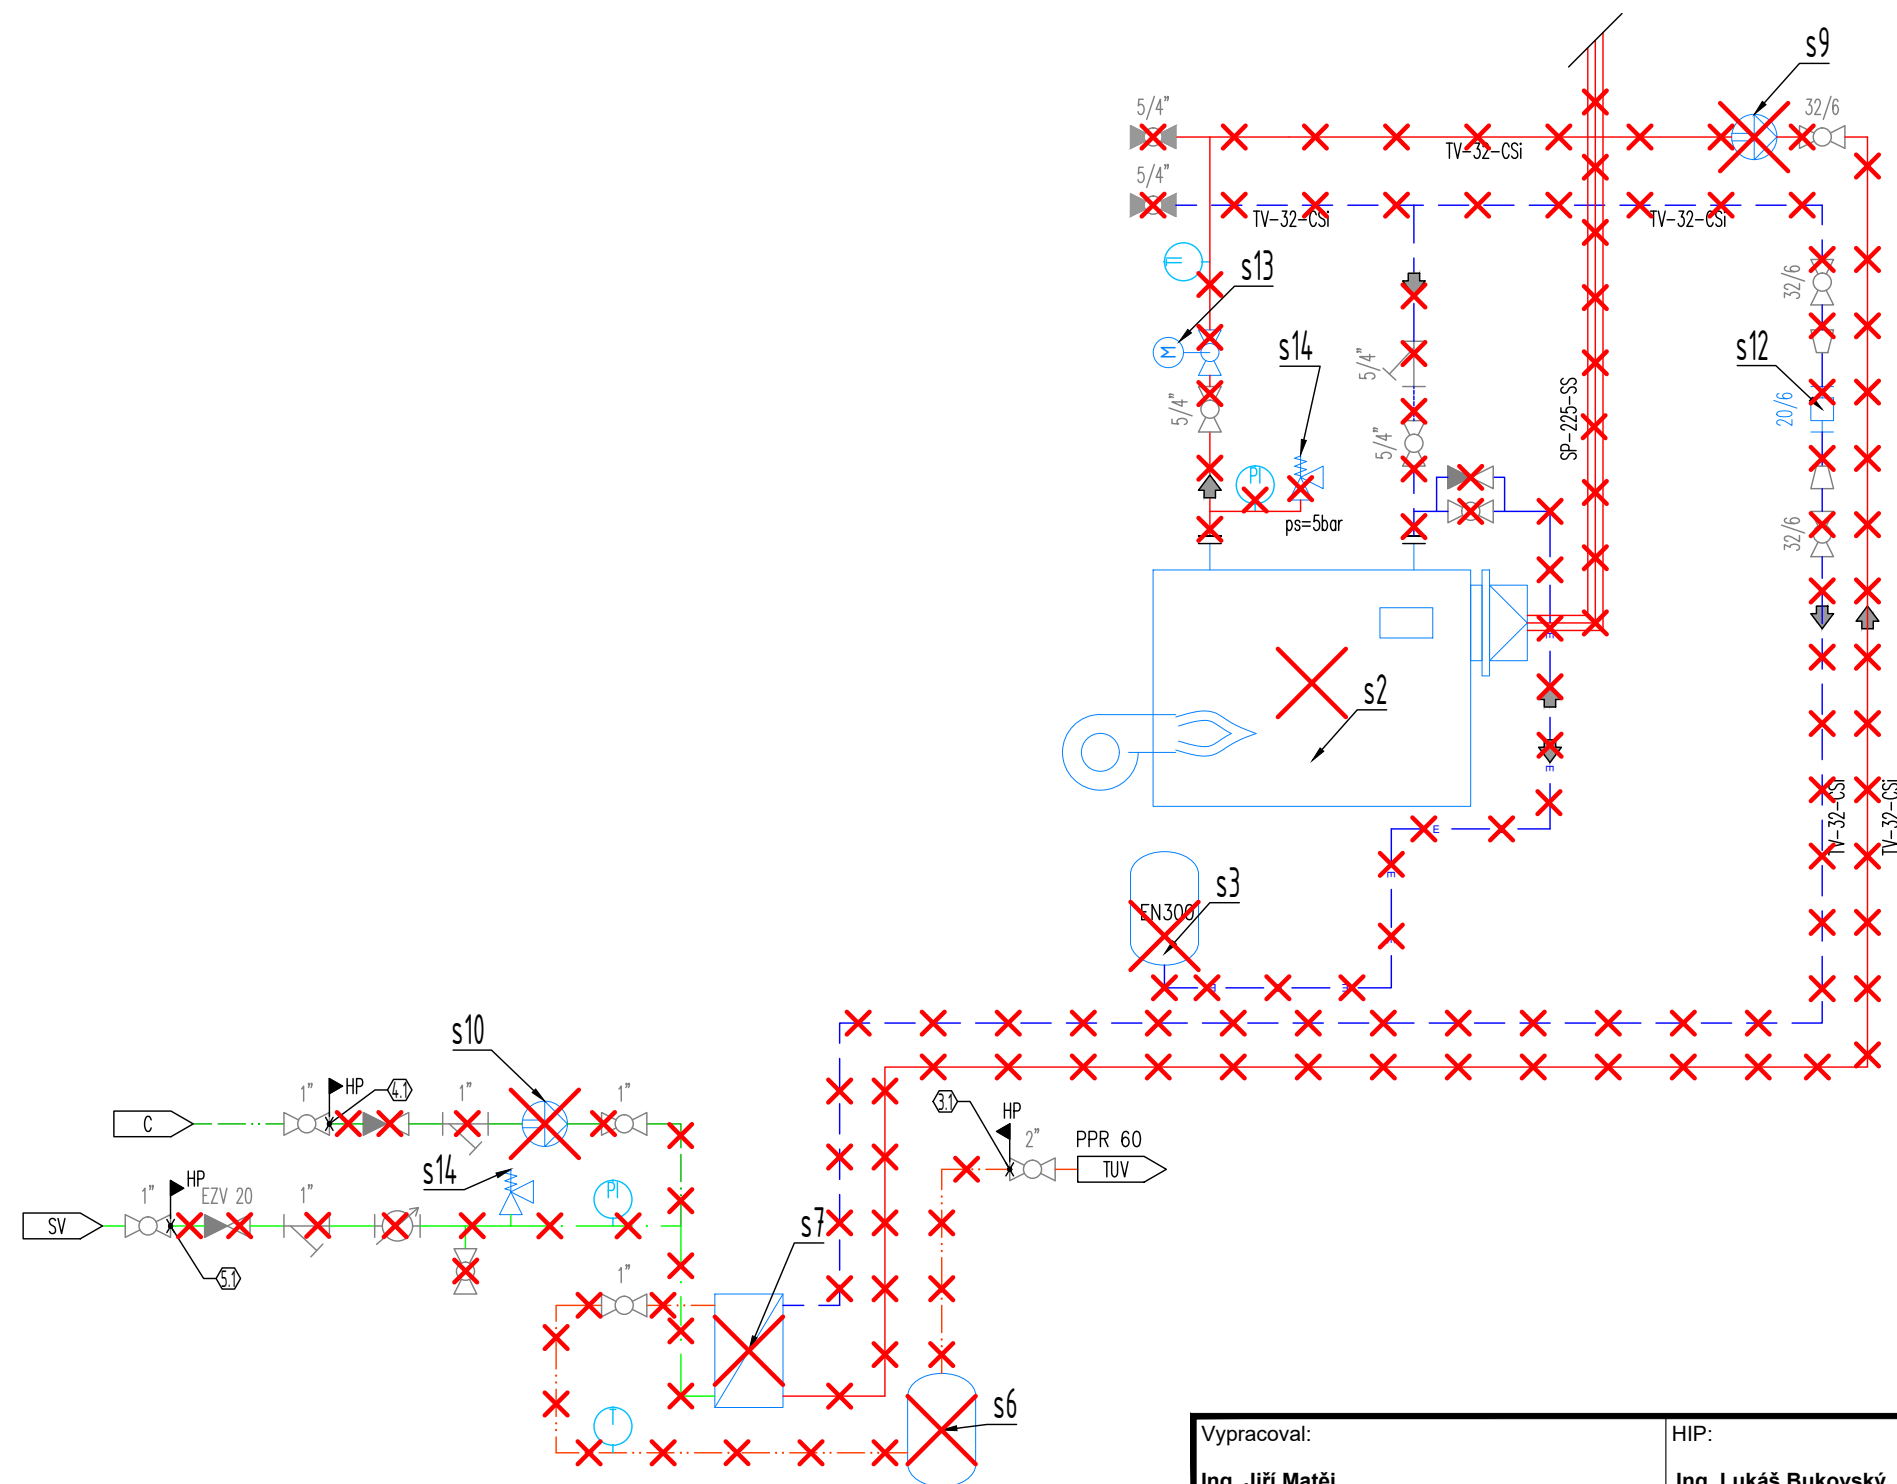 s9
5/4"
32/6
TV-32-CSi
5/4"
TV-32-CSi
TV-32-CSi
TI
s13
32/6
M
s14
5/4"
s12
SP-225-SS
20/6
5/4"
5/4"
PI
ps=5bar
32/6
E
s2
E
TV-32-CSi
TV-32-CSi
E
E
s3
EN300
E
E
s10
1"
HP
4.1
1"
1"
C
3.1
HP
2"
PPR 60
TUV
s14
1"
HP
EZV 20
1"
PI
SV
5.1
s7
1"
T
s6
Vypracoval:
HIP:
Ing. Jiří Matěj
Ing. Lukáš Bukovský